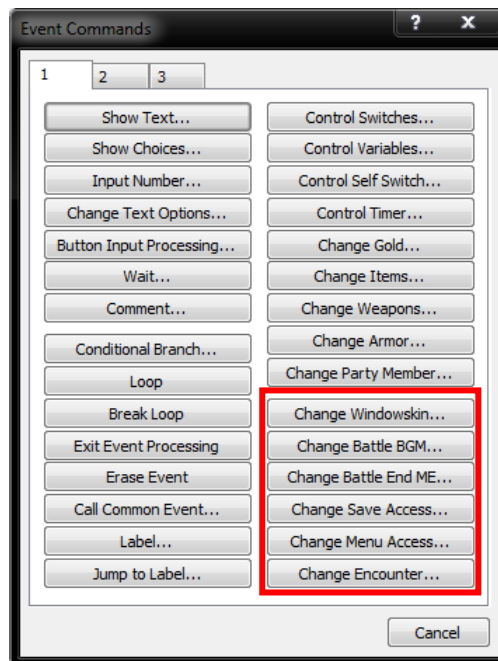 Event Commands
?
x
1
2
3
Show Text...
Show Choices...
Input Number...
Change Text Options...
Button Input Processing...
Wait...
Comment...
Conditional Branch...
Loop
Break Loop
Exit Event Processing
Erase Event
Call Common Event...
Label...
Jump to Label...
Control Switches...
Control Variables...
Control Self Switch...
Control Timer...
Change Gold...
Change Items...
Change Weapons...
Change Armor...
Change Party Member...
Change Windowskin...
Change Battle BGM...
Change Battle End ME...
Change Save Access...
Change Menu Access...
Change Encounter...
Cancel